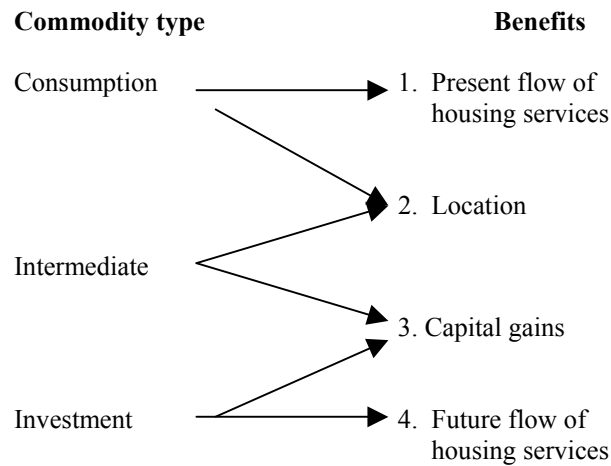 Commodity type Benefits
Consumption 1. Present flow of
housing services
2. Location
Intermediate
3. Capital gains
Investment 4. Future flow of
housing services